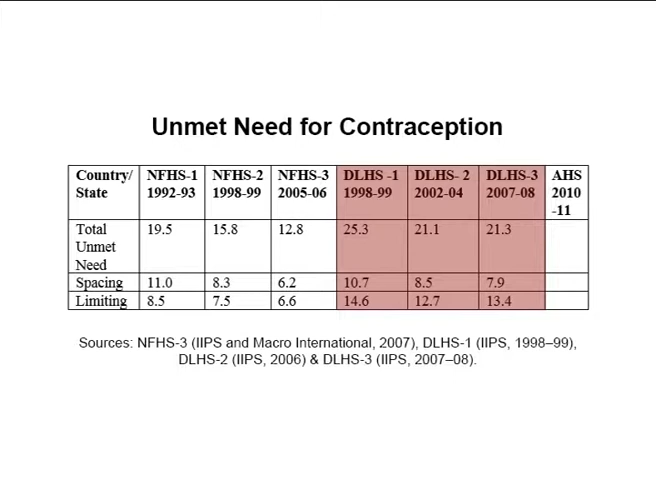 Unmet Need for Contraception
Country/ State NFHS-1 1992-93 NFHS-2 1998-99 NFHS-3 2005-06 DLHS -1 1998-99 DLHS- 2 2002-04 DLHS-3 2007-08 AHS 2010 -11
Total Unmet Need 19.5 15.8 12.8 25.3 21.1 21.3
Spacing 11.0 8.3 6.2 10.7 8.5 7.9
Limiting 8.5 7.5 6.6 14.6 12.7 13.4
Sources: NFHS-3 (IIPS and Macro International, 2007), DLHS-1 (IIPS, 1998–99),
DLHS-2 (IIPS, 2006) & DLHS-3 (IIPS, 2007–08).